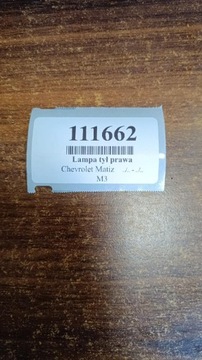 111662
Lampa tył prawa
Chevrolet Matiz
M3